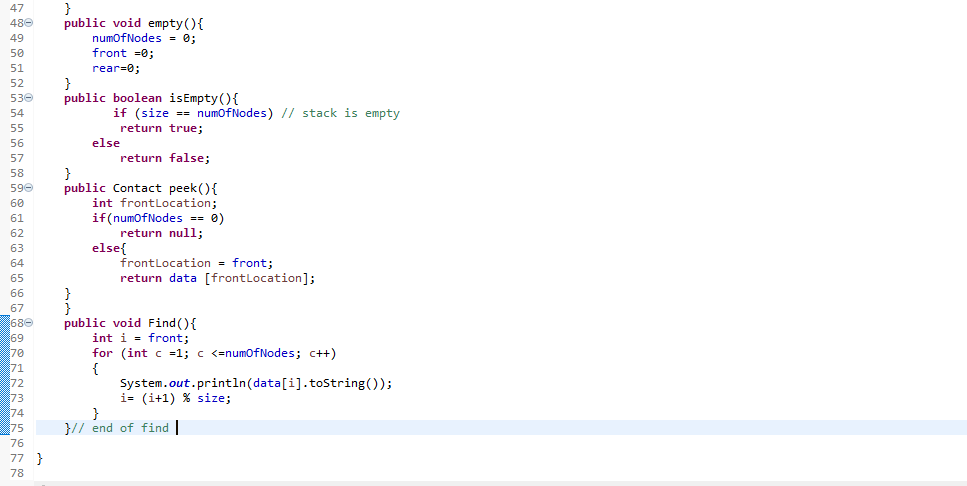 47 }
48 public void empty(){
49 numOfNodes = 0;
50 front =0;
51 rear=0;
52 }
53 public boolean isEmpty(){
54 if (size == numOfNodes) // stack is empty
55 return true;
56 else
57 return false;
58 }
59 public Contact peek(){
60 int frontLocation;
61 if(numOfNodes == 0)
62 return null;
63 else{
64 frontLocation = front;
65 return data [frontLocation];
66 }
67 }
68 public void Find(){
69 int i = front;
70 for (int c =1; c <=numOfNodes; c++)
71 {
72 System.out.println(data[i].toString());
73 i= (i+1) % size;
74 }
75 }// end of find
76
77 }
78